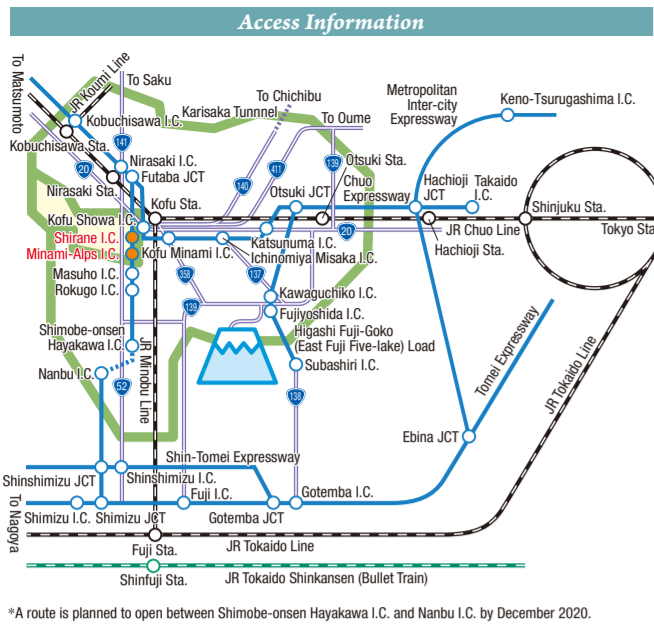 Access Information
To Matsumoto
JR Koumi Line
To Saku
Kobuchisawa I.C.
Karisaka Tunnnel
To Chichibu
To Oume
Metropolitan
Inter-city
Expressway
Keno-Tsurugashima I.C.
Kobuchisawa Sta.
141
20
Nirasaki I.C.
Futaba JCT
Nirasaki Sta.
140
411
139
Otsuki Sta.
Kofu Sta.
Otsuki JCT
Chuo
Expressway
Hachioji
JCT
Takaido
I.C.
Shinjuku Sta.
Kofu Showa I.C.
Shirane I.C.
Minami-Alps I.C.
Kofu Minami I.C.
Katsunuma I.C.
Ichinomiya Misaka I.C.
20
JR Chuo Line
Hachioji Sta.
Tokyo Sta
Masuho I.C.
Rokugo I.C.
358
137
139
Kawaguchiko I.C.
Fujiyoshida I.C.
Shimobe-onsen
Hayakawa I.C.
Higashi Fuji-Goko
(East Fuji Five-lake) Load
Subashiri I.C.
Nanbu I.C.
52
JR Minobu Line
138
Tomei Expressway
JR Tokaido Line
Ebina JCT
Shin-Tomei Expressway
Shinshimizu JCT
Shinshimizu I.C.
To Nagoya
Shimizu I.C.
Shimizu JCT
Fuji I.C.
Gotemba JCT
Gotemba I.C.
Fuji Sta.
JR Tokaido Line
Shinfuji Sta.
JR Tokaido Shinkansen (Bullet Train)
*A route is planned to open between Shimobe-onsen Hayakawa I.C. and Nanbu I.C. by December 2020.